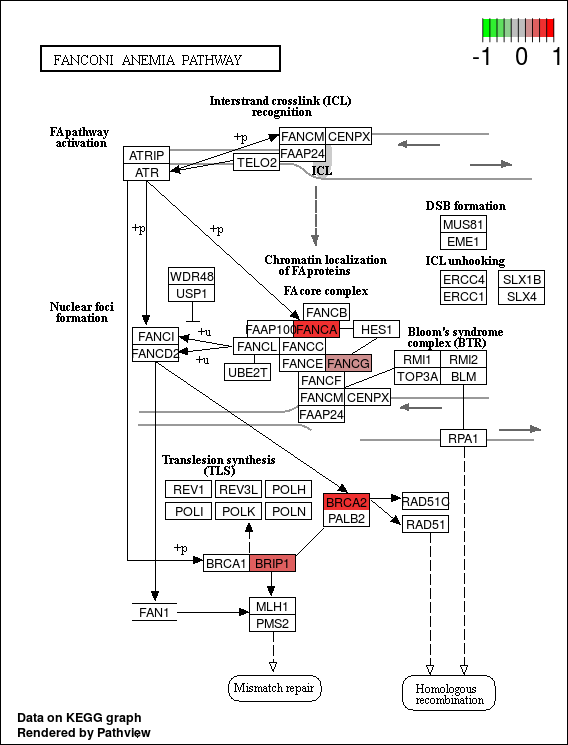 -1 0 1
FANCONI ANEMIA PATHWAY
Interstrand crosslink (ICL)
recognition
FA pathway
activation
+p
FANCM CENPX
FAAP24
ATRIP
ATR
TELO2
ICL
DSB formation
MUS81
EME1
+p
+p
Chromatin localization
of FA proteins
ICL unhooking
ERCC4 SLX1B
ERCC1 SLX4
WDR48
USP1
FA core complex
Nuclear foci
formation
FANCB
FAAP100 FANCA HES1
+u
FANCI
FANCD2
FANCL FANCC
+u
UBE2T
FANCE FANCG
FANCF
FANCM CENPX
FAAP24
Bloom's syndrome
complex (BTR)
RMI1 RMI2
TOP3A BLM
RPA1
Translesion synthesis
(TLS)
REV1 REV3L POLH
POLI POLK POLN
BRCA2
PALB2
RAD51C
RAD51
+p
BRCA1 BRIP1
FAN1
MLH1
PMS2
Mismatch repair
Homologous
recombination
Data on KEGG graph
Rendered by Pathview